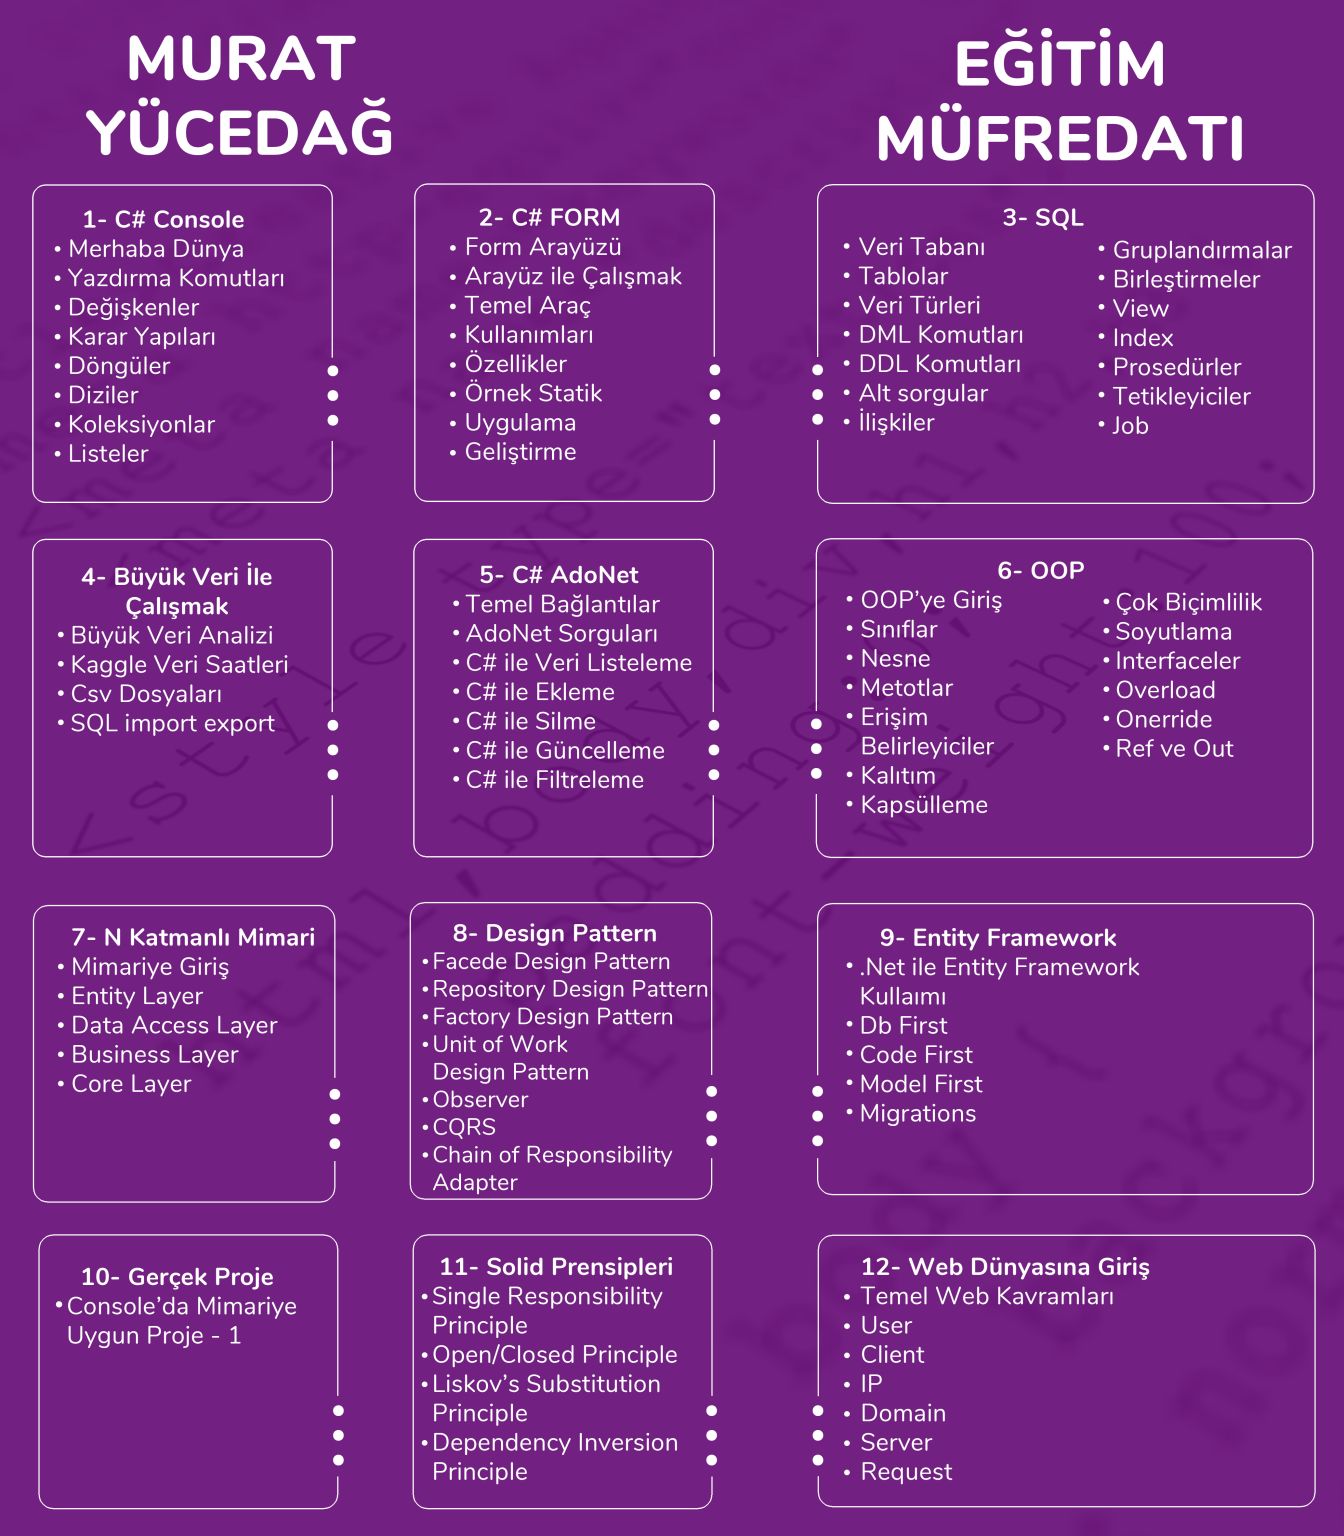 MURAT
YÜCEDAĞ
EĞİTİM
MÜFREDATI
1- C# Console
• Merhaba Dünya
• Yazdırma Komutları
• Değişkenler
• Karar Yapıları
• Döngüler
• Diziler
• Koleksiyonlar
• Listeler
2- C# FORM
• Form Arayüzü
• Arayüz ile Çalışmak
• Temel Araç
• Kullanımları
• Özellikler
• Örnek Statik
• Uygulama
• Geliştirme
3- SQL
• Veri Tabanı
• Tablolar
• Veri Türleri
• DML Komutları
• DDL Komutları
• Alt sorgular
• İlişkiler
• Gruplandırmalar
• Birleştirmeler
• View
• Index
• Prosedürler
• Tetikleyiciler
• Job
4- Büyük Veri İle
Çalışmak
• Büyük Veri Analizi
• Kaggle Veri Saatleri
• Csv Dosyaları
• SQL import export
5- C# AdoNet
• Temel Bağlantılar
• AdoNet Sorguları
• C# ile Veri Listeleme
• C# ile Ekleme
• C# ile Silme
• C# ile Güncelleme
• C# ile Filtreleme
6- OOP
• OOP’ye Giriş
• Sınıflar
• Nesne
• Metotlar
• Erişim
Belirleyiciler
• Kalıtım
• Kapsülleme
• Çok Biçimlilik
• Soyutlama
• Interfaceler
• Overload
• Onerride
• Ref ve Out
7- N Katmanlı Mimari
• Mimariye Giriş
• Entity Layer
• Data Access Layer
• Business Layer
• Core Layer
8- Design Pattern
• Facede Design Pattern
• Repository Design Pattern
• Factory Design Pattern
• Unit of Work
Design Pattern
• Observer
• CQRS
• Chain of Responsibility
Adapter
9- Entity Framework
• .Net ile Entity Framework
Kullaımı
• Db First
• Code First
• Model First
• Migrations
10- Gerçek Proje
• Console’da Mimariye
Uygun Proje - 1
11- Solid Prensipleri
• Single Responsibility
Principle
• Open/Closed Principle
• Liskov’s Substitution
Principle
• Dependency Inversion
Principle
12- Web Dünyasına Giriş
• Temel Web Kavramları
• User
• Client
• IP
• Domain
• Server
• Request